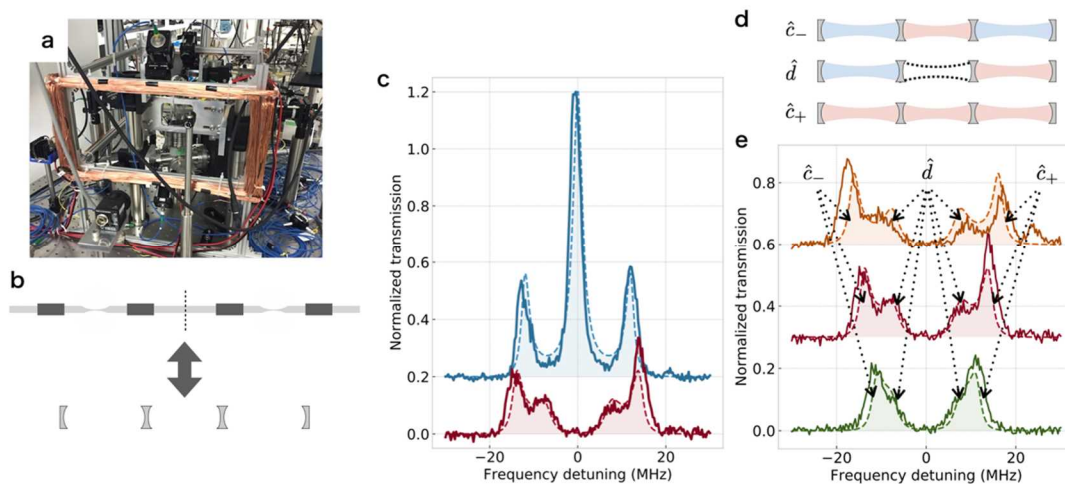 a
b
c
Normalized transmission
1.2
1.0
0.8
0.6
0.4
0.2
0.0
−20
0
20
Frequency detuning (MHz)
d
ĉ₋
d̂
ĉ₊
e
ĉ₋
d̂
ĉ₊
Normalized transmission
0.8
0.6
0.4
0.2
0.0
−20
0
20
Frequency detuning (MHz)